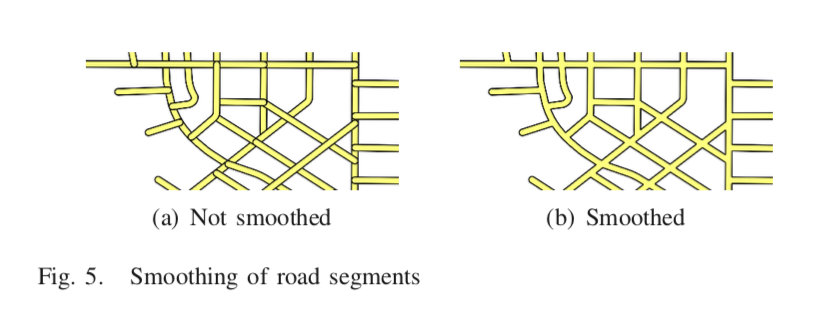 (a) Not smoothed
(b) Smoothed
Fig. 5. Smoothing of road segments